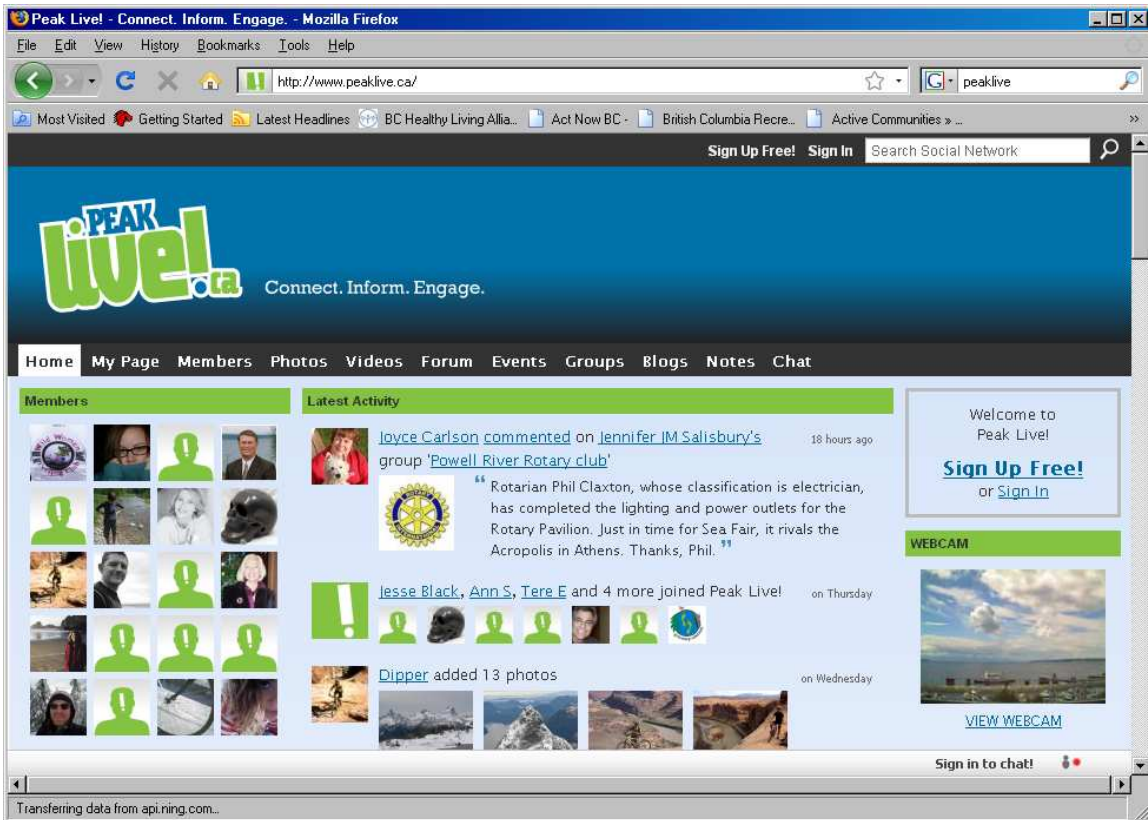 Peak Live! - Connect. Inform. Engage. - Mozilla Firefox
File Edit View History Bookmarks Tools Help
http://www.peaklive.ca/
G peaklive
Most Visited Getting Started Latest Headlines BC Healthy Living Allia... Act Now BC - British Columbia Recre... Active Communities » ... »
Sign Up Free! Sign In Search Social Network
PEAK
live!
.ca
Connect. Inform. Engage.
Home My Page Members Photos Videos Forum Events Groups Blogs Notes Chat
Members
Latest Activity
Joyce Carlson commented on Jennifer JM Salisbury's
18 hours ago
group 'Powell River Rotary club'
“ Rotarian Phil Claxton, whose classification is electrician,
has completed the lighting and power outlets for the
Rotary Pavilion. Just in time for Sea Fair, it rivals the
Acropolis in Athens. Thanks, Phil. ”
Jesse Black, Ann S, Tere E and 4 more joined Peak Live!
on Thursday
Dipper added 13 photos
on Wednesday
Welcome to
Peak Live!
Sign Up Free!
or Sign In
WEBCAM
VIEW WEBCAM
Sign in to chat!
Transferring data from api.ning.com...